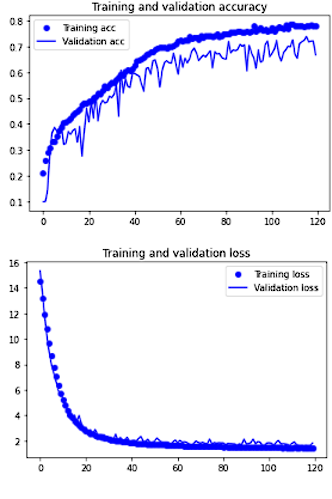 Training and validation accuracy
0.8
0.7
0.6
0.5
0.4
0.3
0.2
0.1
Training acc
Validation acc
0 20 40 60 80 100 120
Training and validation loss
16
14
12
10
8
6
4
2
Training loss
Validation loss
0 20 40 60 80 100 120